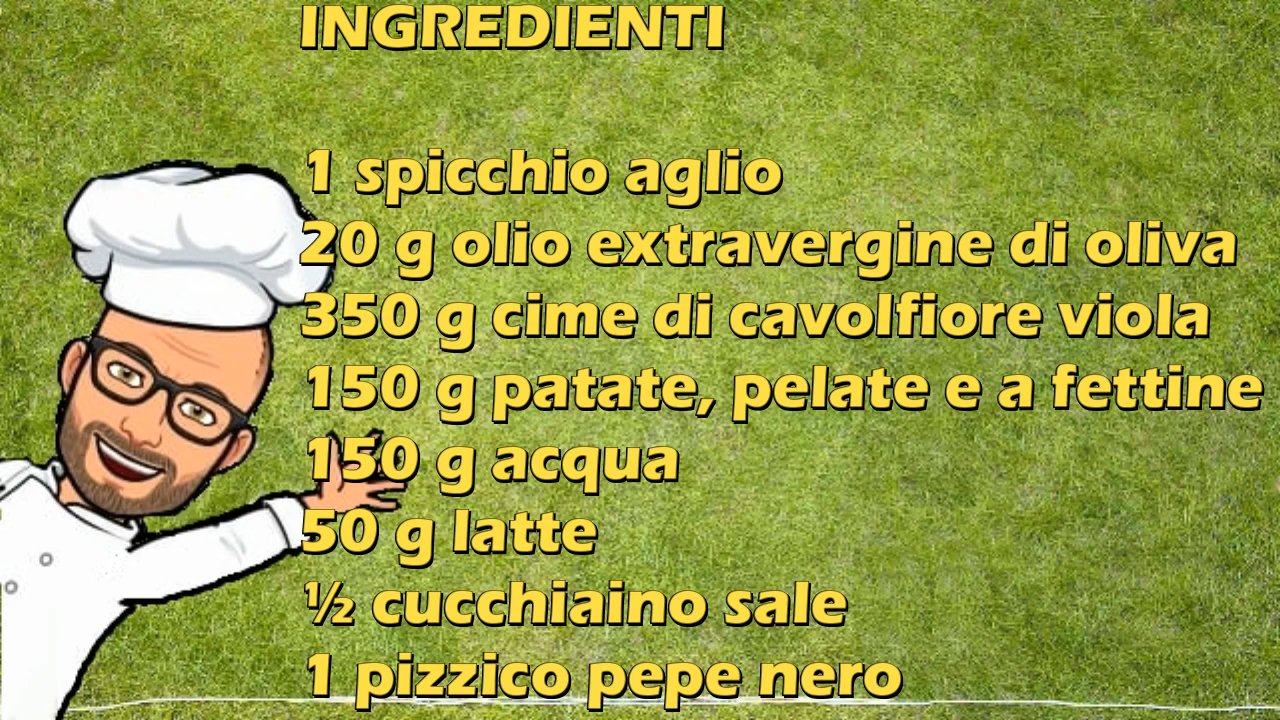 INGREDIENTI
1 spicchio aglio
20 g olio extravergine di oliva
350 g cime di cavolfiore viola
150 g patate, pelate e a fettine
150 g acqua
50 g latte
½ cucchiaino sale
1 pizzico pepe nero